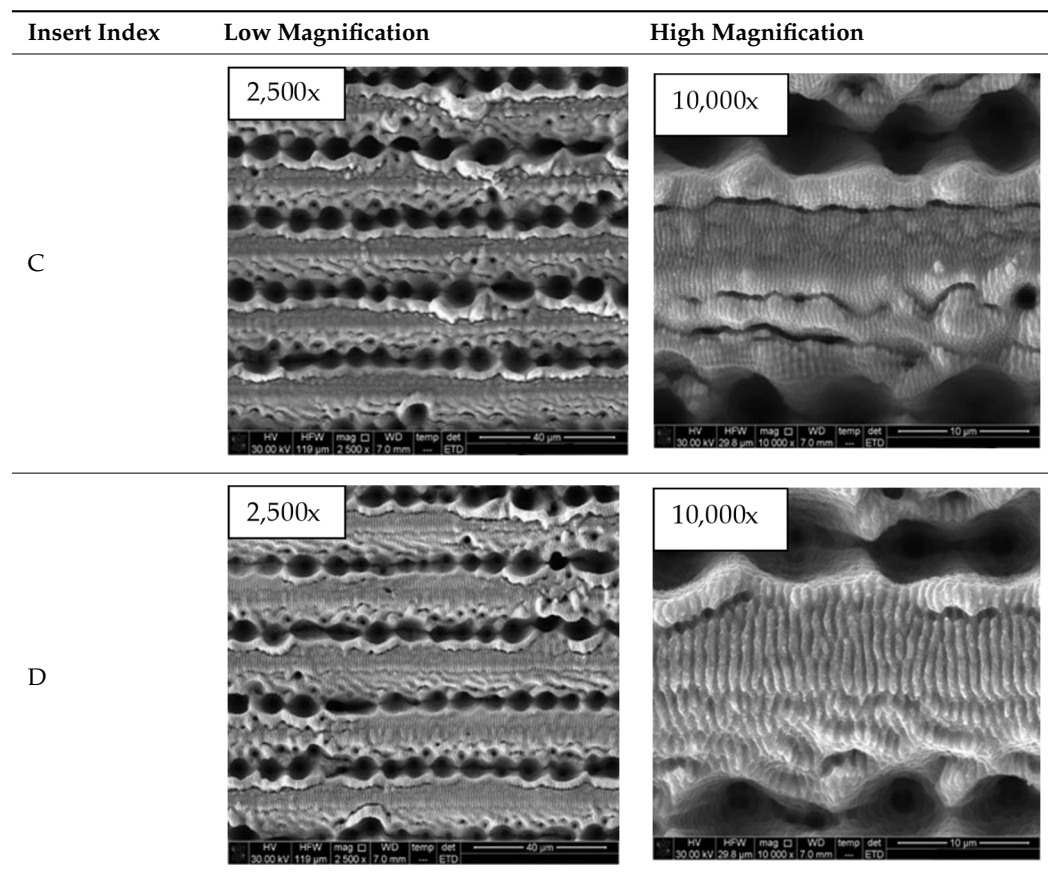 Insert Index Low Magnification High Magnification
2,500x 10,000x
C
HV HFW mag WD temp det 40 µm
30.00 kV 119 µm 2 500 x 7.0 mm --- ETD
HV HFW mag WD temp det 10 µm
30.00 kV 29.8 µm 10 000 x 7.0 mm --- ETD
2,500x 10,000x
D
HV HFW mag WD temp det 40 µm
30.00 kV 119 µm 2 500 x 7.0 mm --- ETD
HV HFW mag WD temp det 10 µm
30.00 kV 29.8 µm 10 000 x 7.0 mm --- ETD